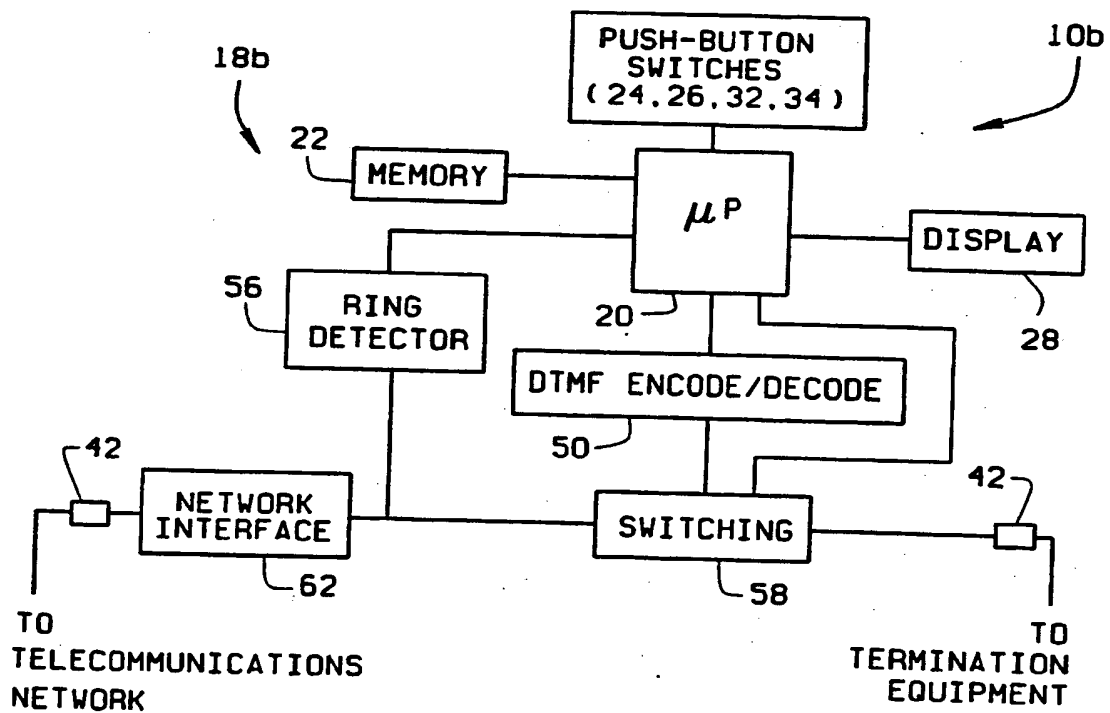 18b
PUSH-BUTTON
SWITCHES
(24,26,32,34)
10b
22
MEMORY
μP
DISPLAY
28
56
RING
DETECTOR
20
DTMF ENCODE/DECODE
50
42
NETWORK
INTERFACE
62
SWITCHING
58
42
TO
TELECOMMUNICATIONS
NETWORK
TO
TERMINATION
EQUIPMENT